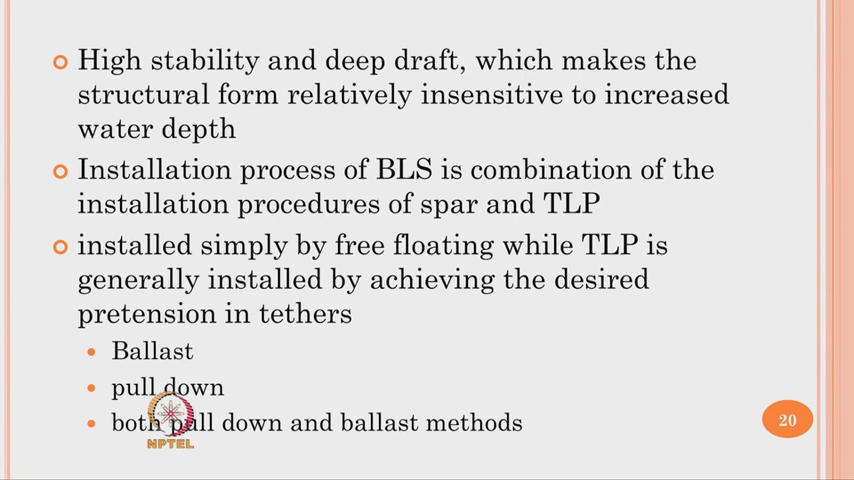 High stability and deep draft, which makes the
structural form relatively insensitive to increased
water depth
Installation process of BLS is combination of the
installation procedures of spar and TLP
installed simply by free floating while TLP is
generally installed by achieving the desired
pretension in tethers
Ballast
pull down
both pull down and ballast methods
NPTEL
20